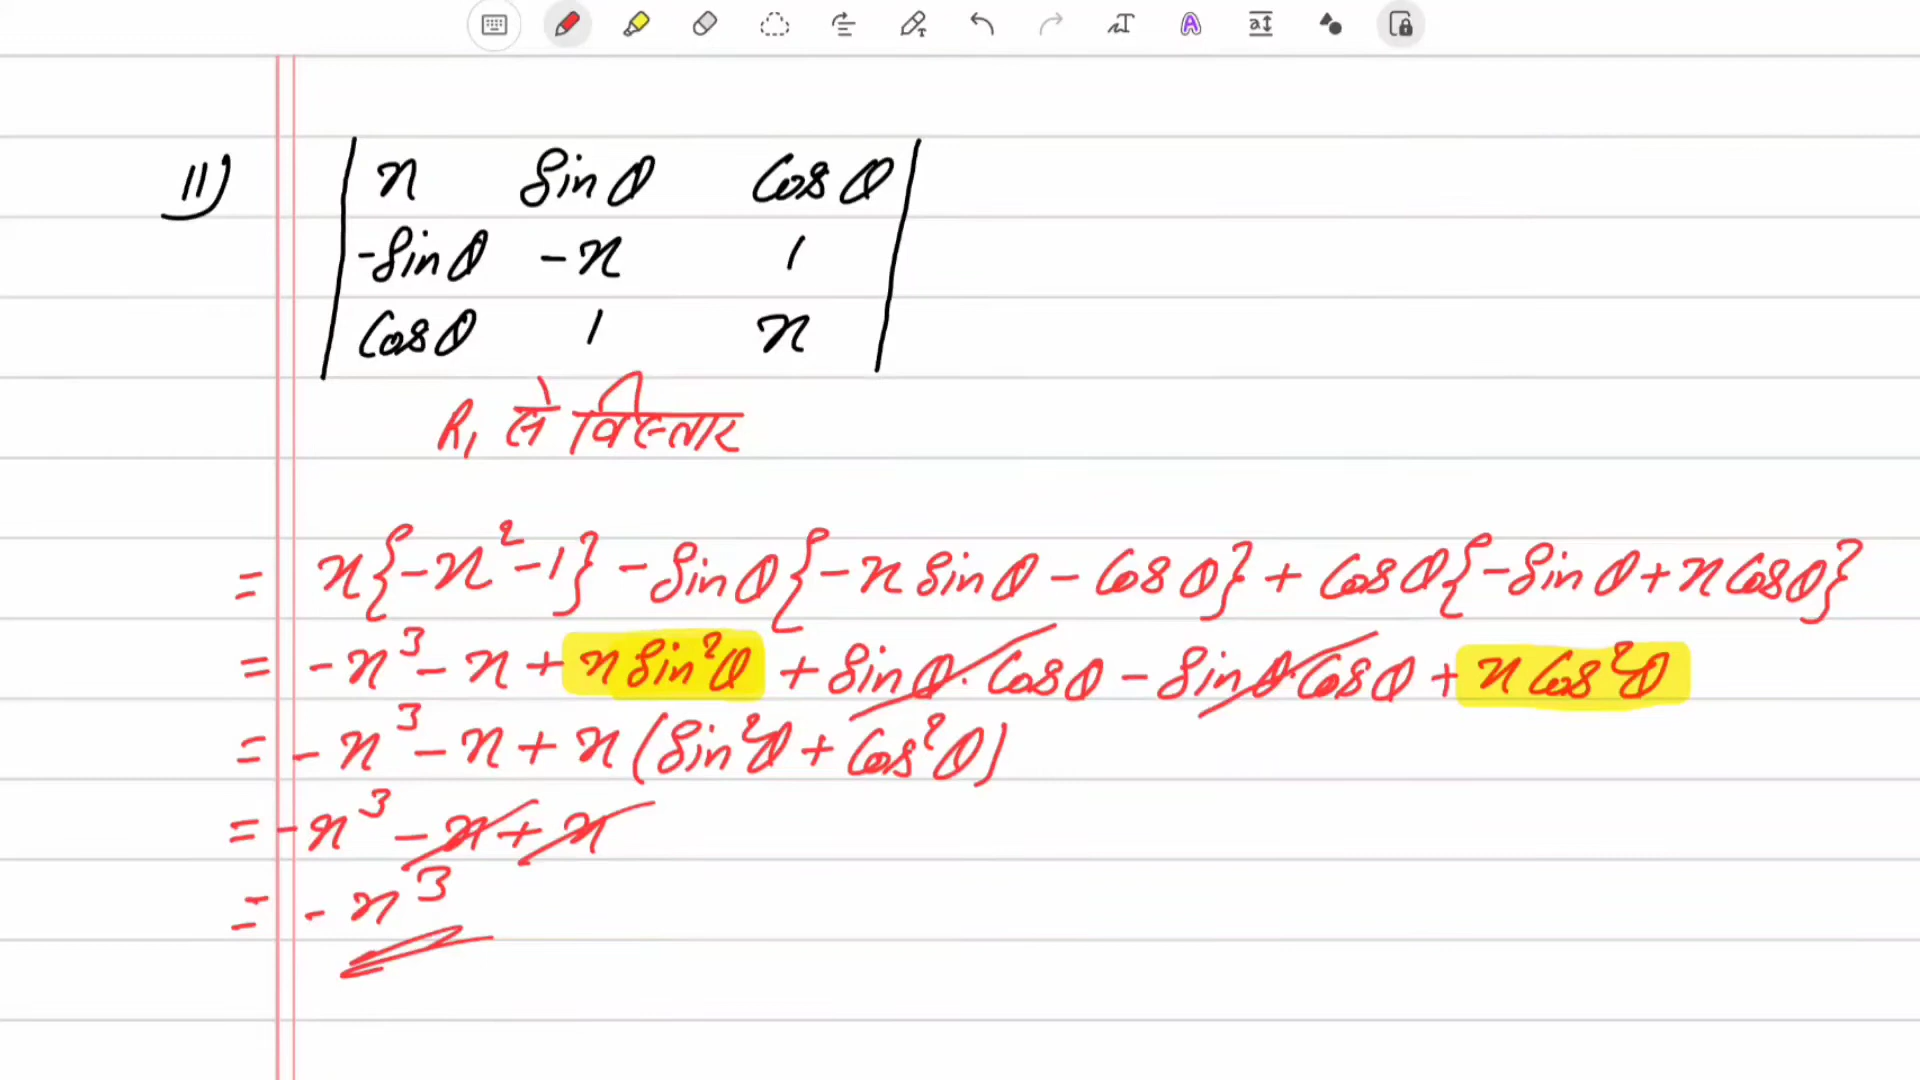 11) | x sinθ cosθ |
| -sinθ -x 1 |
| cosθ 1 x |
R₁ से विस्तार
= x{-x²-1} - sinθ{-x sinθ - cosθ} + cosθ{-sinθ + x cosθ}
= -x³ - x + x sin²θ + sinθ·cosθ - sinθ cosθ + x cos²θ
= -x³ - x + x(sin²θ + cos²θ)
= -x³ - x + x
= -x³